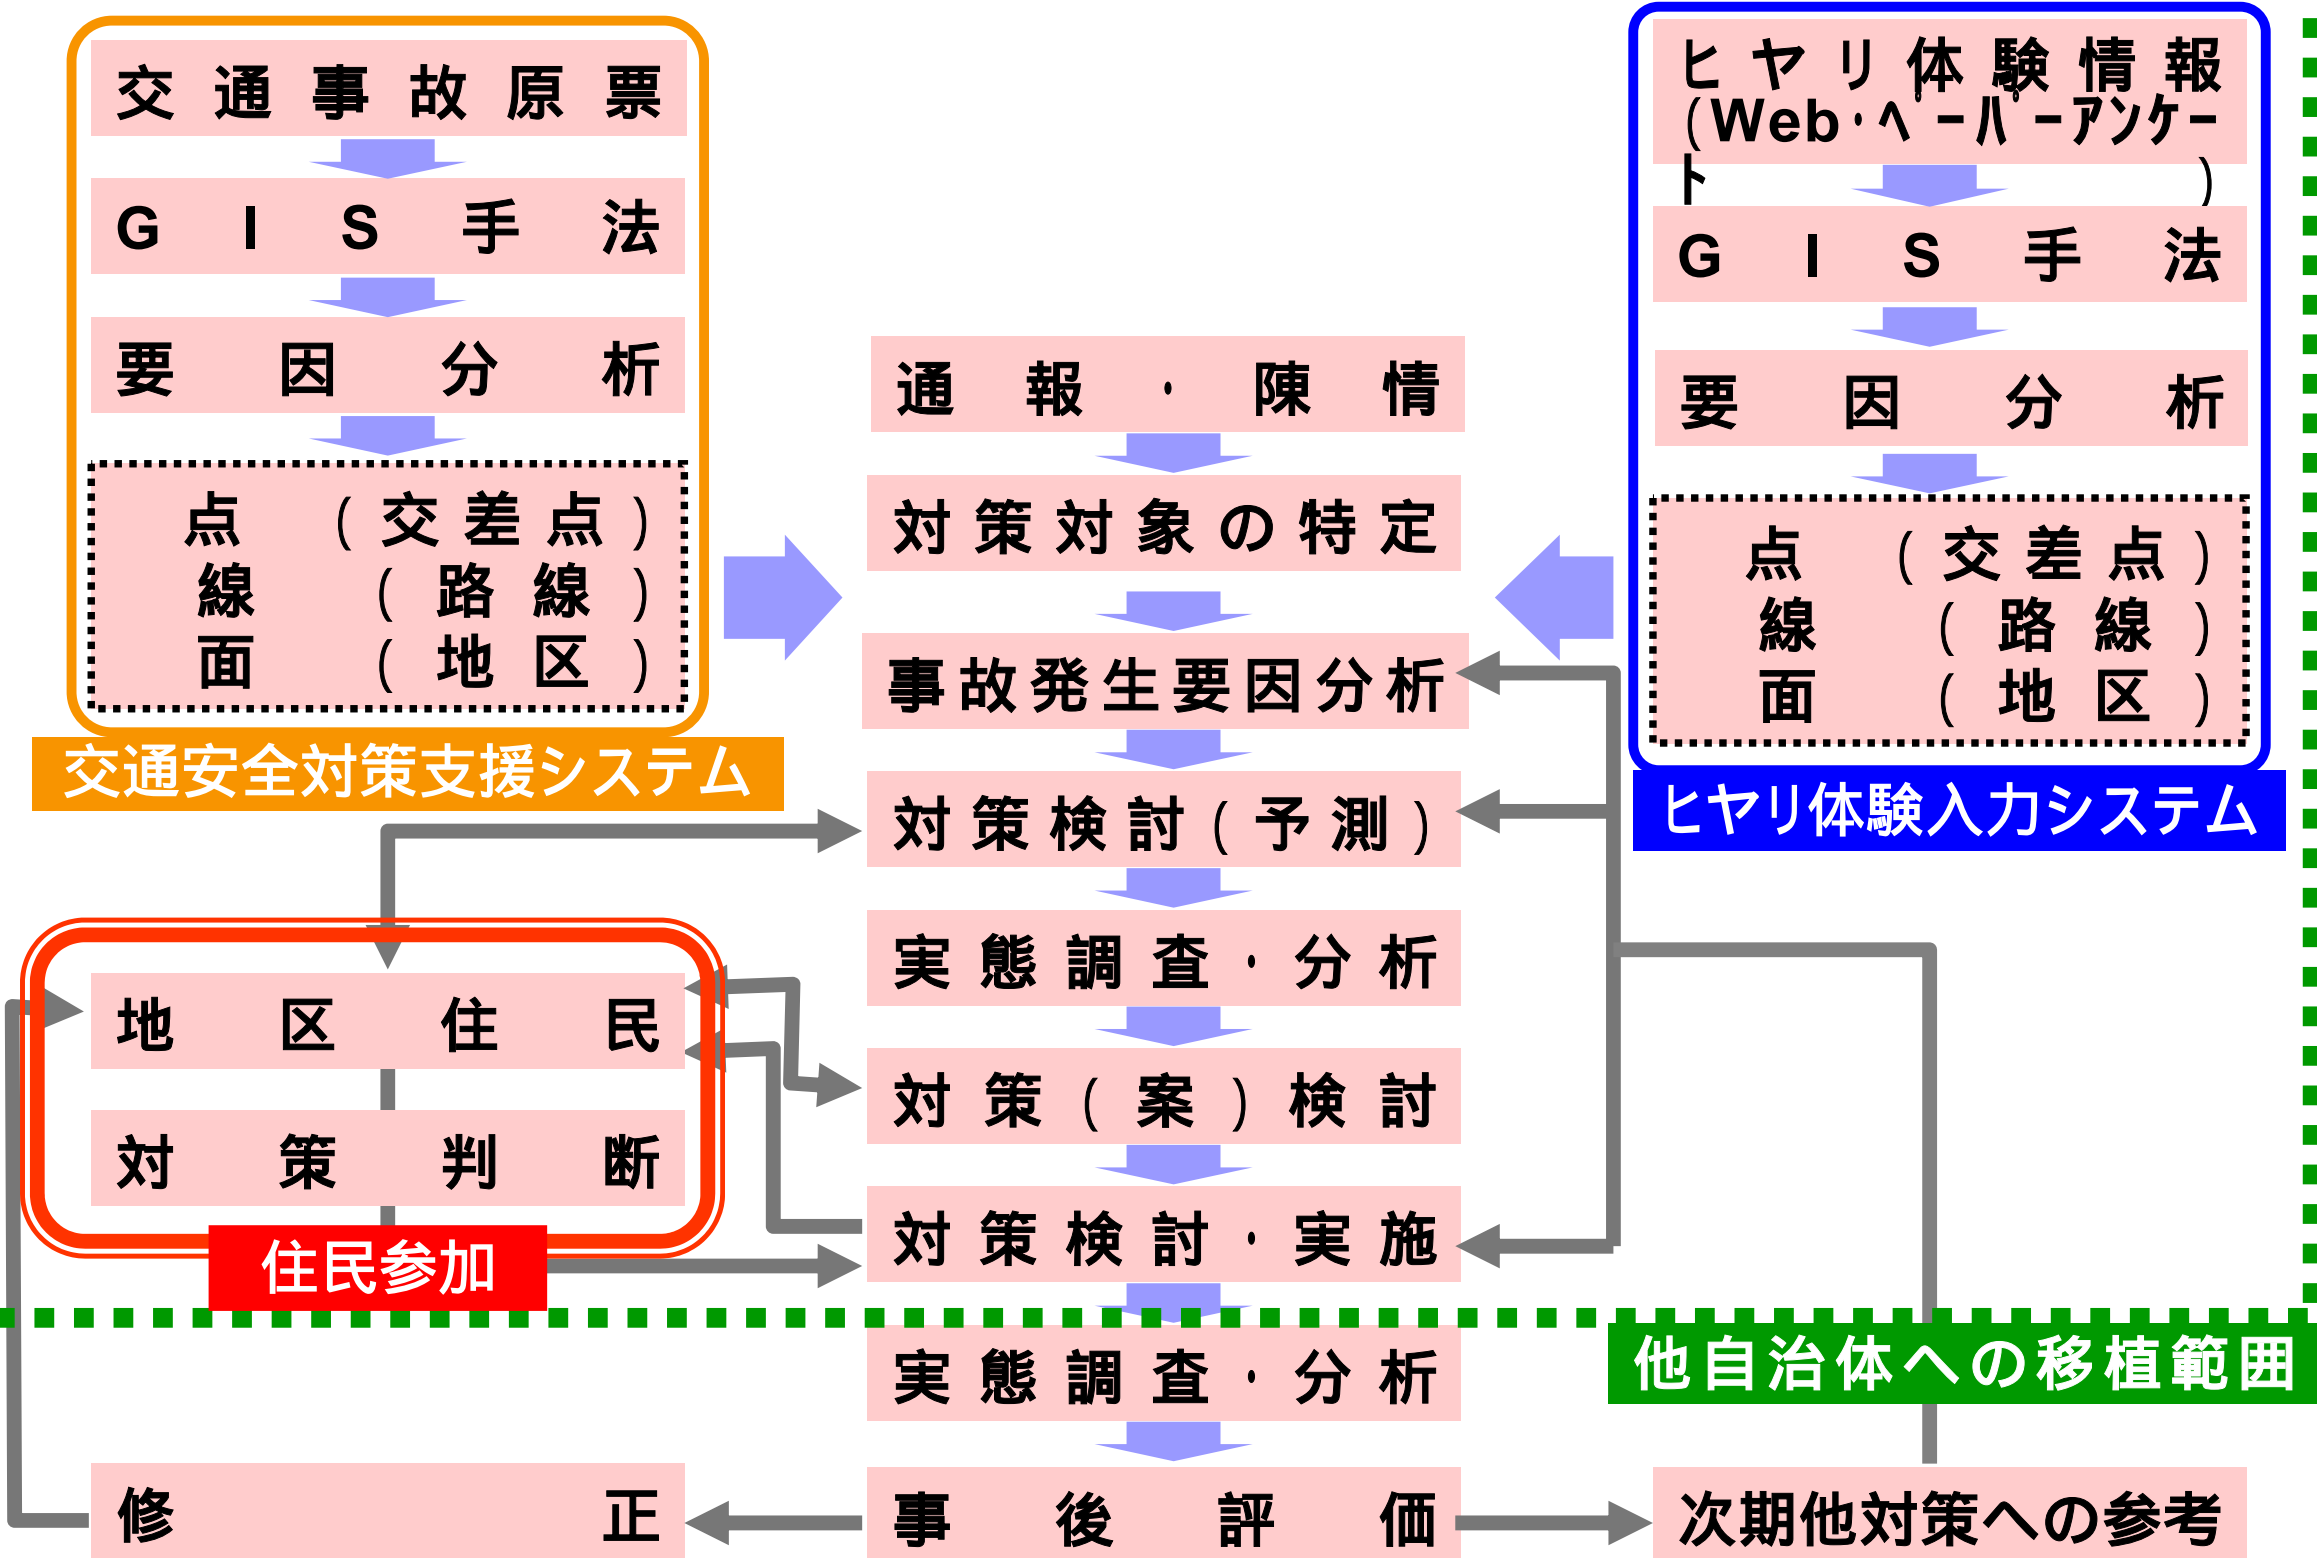 交通事故原票
GIS手法
要因分析
点 (交差点)
線 (路線)
面 (地区)
交通安全対策支援システム
ヒヤリ体験情報
(Web・ﾍﾟｰﾊﾟｰｱﾝｹｰ
ﾄ)
GIS手法
要因分析
点 (交差点)
線 (路線)
面 (地区)
ヒヤリ体験入力システム
通報・陳情
対策対象の特定
事故発生要因分析
対策検討(予測)
実態調査・分析
対策(案)検討
対策検討・実施
実態調査・分析
事後評価
地区住民
対策判断
住民参加
他自治体への移植範囲
修正
次期他対策への参考